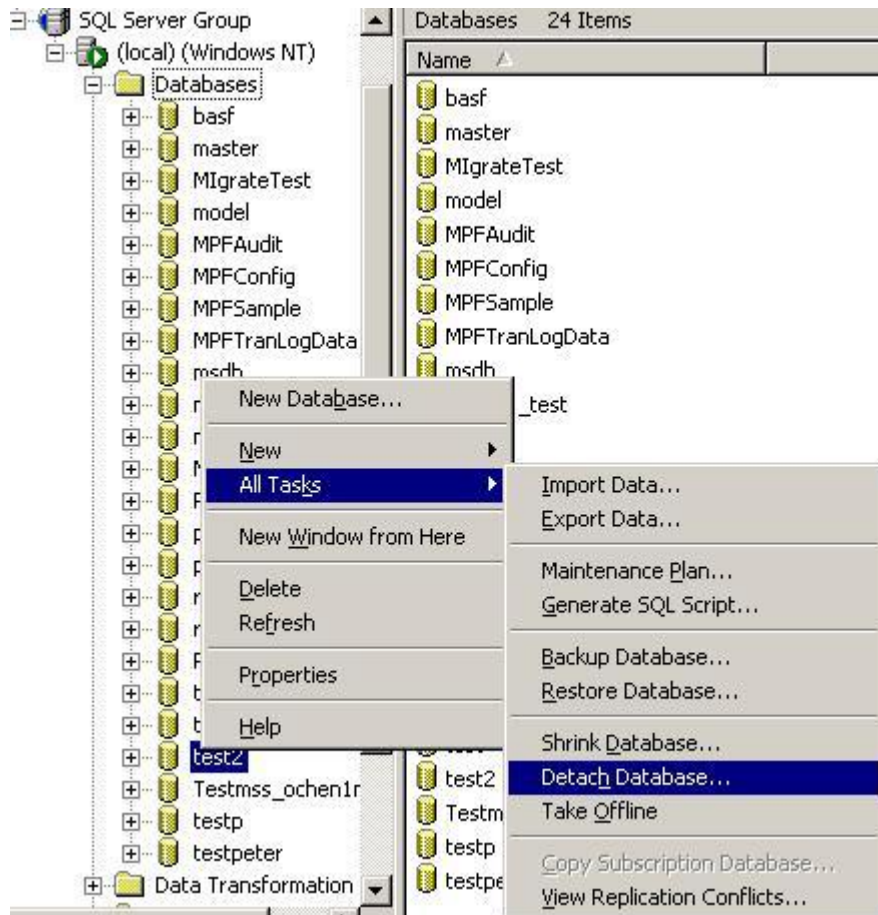 SQL Server Group
(local) (Windows NT)
Databases
basf
master
MIgrateTest
model
MPFAudit
MPFConfig
MPFSample
MPFTranLogData
msdb
test2
Testmss_ochen1r
testp
testpeter
Data Transformation
Databases 24 Items
Name
basf
master
MIgrateTest
model
MPFAudit
MPFConfig
MPFSample
MPFTranLogData
msdb
_test
test2
Testm
testp
testpe
New Database...
New
All Tasks
New Window from Here
Delete
Refresh
Properties
Help
Import Data...
Export Data...
Maintenance Plan...
Generate SQL Script...
Backup Database...
Restore Database...
Shrink Database...
Detach Database...
Take Offline
Copy Subscription Database...
View Replication Conflicts...